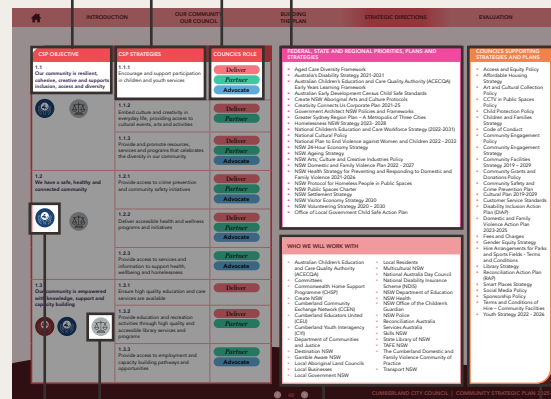 INTRODUCTION
OUR COMMUNITY
OUR COUNCIL
BUILDING
THE PLAN
STRATEGIC DIRECTIONS
EVALUATION
CSP OBJECTIVE
1.1
Our community is resilient,
cohesive, creative and supports
inclusion, access and diversity
1.2
We have a safe, healthy and
connected community
1.3
Our community is empowered
with knowledge, support and
capacity building
CSP STRATEGIES
1.1.1
Encourage and support participation
in children and youth services
1.1.2
Embed culture and creativity in
everyday life, providing access to
cultural events, arts and activities
1.1.3
Provide and promote resources,
services and programs that celebrates
the diversity in our community
1.2.1
Provide access to crime prevention
and community safety initiatives
1.2.2
Deliver accessible health and wellness
programs and initiatives
1.2.3
Provide access to services and
information to support health,
wellbeing and homelessness
1.3.1
Ensure high quality education and care
services are available
1.3.2
Provide education and recreation
activities through high quality and
accessible library services and
programs
1.3.3
Provide access to employment and
capacity building pathways and
opportunities
COUNCILS ROLE
Deliver
Partner
Advocate
Deliver
Partner
Deliver
Partner
Advocate
Deliver
Partner
Advocate
Deliver
Partner
Advocate
Deliver
Partner
Advocate
Deliver
Deliver
Partner
Partner
Advocate
FEDERAL, STATE AND REGIONAL PRIORITIES, PLANS AND
STRATEGIES
Aged Care Diversity Framework
Australia's Disability Strategy 2021-2031
Australian Children's Education and Care Quality Authority (ACECQA)
Early Years Learning Framework
Australian Early Development Census Child Safe Standards
Create NSW Aboriginal Arts and Culture Protocols
Creativity Connects Us Corporate Plan 2021-25
Government Architect NSW Policies and Frameworks
Greater Sydney Region Plan – A Metropolis of Three Cities
Homelessness NSW Strategy 2023- 2028
National Children's Education and Care Workforce Strategy (2022-2031)
National Cultural Policy
National Plan to End Violence against Women and Children 2022 – 2032
NSW 24-Hour Economy Strategy
NSW Ageing Strategy
NSW Arts, Culture and Creative Industries Policy
NSW Domestic and Family Violence Plan 2022 - 2027
NSW Health Strategy for Preventing and Responding to Domestic and
Family Violence 2021-2026
NSW Protocol for Homeless People in Public Spaces
NSW Public Spaces Charter
NSW Settlement Strategy
NSW Visitor Economy Strategy 2030
NSW Volunteering Strategy 2020 – 2030
Office of Local Government Child Safe Action Plan
WHO WE WILL WORK WITH
Australian Children's Education
and Care Quality Authority
(ACECQA)
Committees
Commonwealth Home Support
Programme (CHSP)
Create NSW
Cumberland Community
Exchange Network (CCEN)
Cumberland Educators United
(CEU)
Cumberland Youth Interagency
(CYI)
Department of Communities
and Justice
Destination NSW
Gamble Aware NSW
Local Aboriginal Land Councils
Local Businesses
Local Government NSW
Local Residents
Multicultural NSW
National Australia Day Council
National Disability Insurance
Scheme (NDIS)
NSW Department of Education
NSW Health
NSW Office of the Children's
Guardian
NSW Police
Reconciliation Australia
Services Australia
Skills NSW
State Library of NSW
TAFE NSW
The Cumberland Domestic and
Family Violence Community of
Practice
Transport NSW
COUNCILS SUPPORTING
STRATEGIES AND PLANS
Access and Equity Policy
Affordable Housing
Strategy
Art and Cultural Collection
Policy
CCTV in Public Spaces
Policy
Child Protection Policy
Children and Families
Strategy
Code of Conduct
Community Engagement
Policy
Community Engagement
Strategy
Community Facilities
Strategy 2019 – 2029
Community Grants and
Donations Policy
Community Safety and
Crime Prevention Plan
Cultural Plan 2019-2029
Customer Service Standards
Disability Inclusion Action
Plan (DIAP)
Domestic and Family
Violence Action Plan
2023-2025
Fees and Charges
Gender Equity Strategy
Hire Arrangements for Parks
and Sports Fields - Terms
and Conditions
Library Strategy
Reconciliation Action Plan
(RAP)
Smart Places Strategy
Social Media Policy
Sponsorship Policy
Terms and Conditions of
Hire – Community Facilities
Youth Strategy 2022 - 2026
CUMBERLAND CITY COUNCIL | COMMUNITY STRATEGIC PLAN